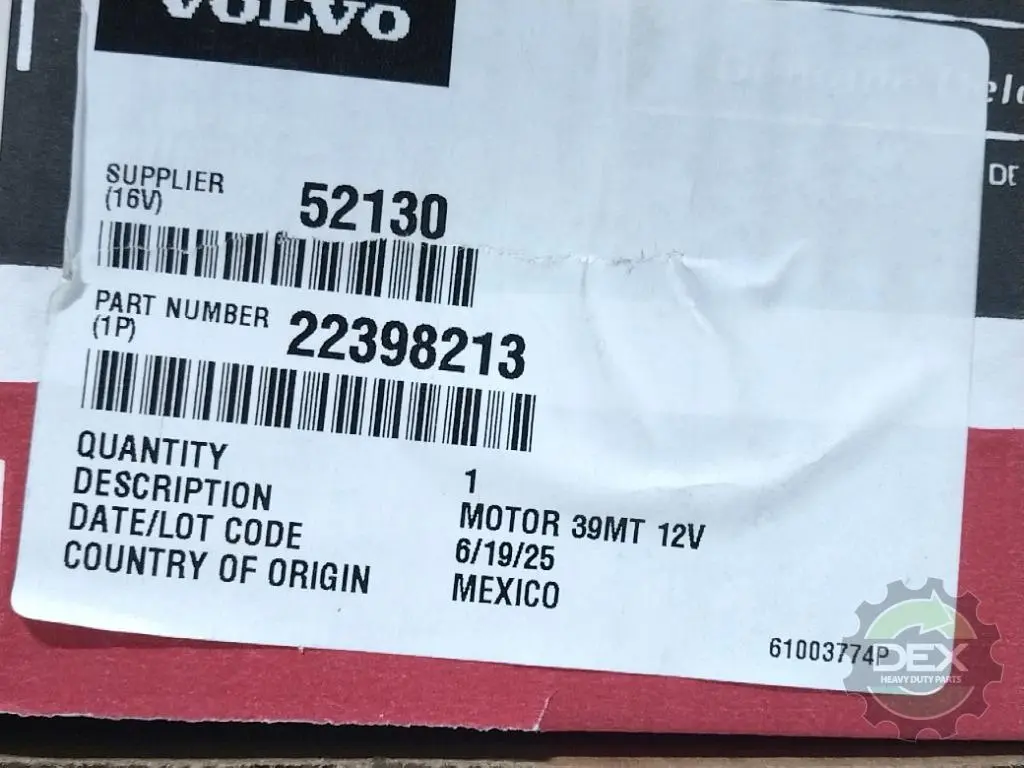 VOLVO
SUPPLIER 52130
(16V)
PART NUMBER 22398213
(1P)
QUANTITY 1
DESCRIPTION MOTOR 39MT 12V
DATE/LOT CODE 6/19/25
COUNTRY OF ORIGIN MEXICO
61003774P
DE
DEX
HEAVY DUTY PARTS